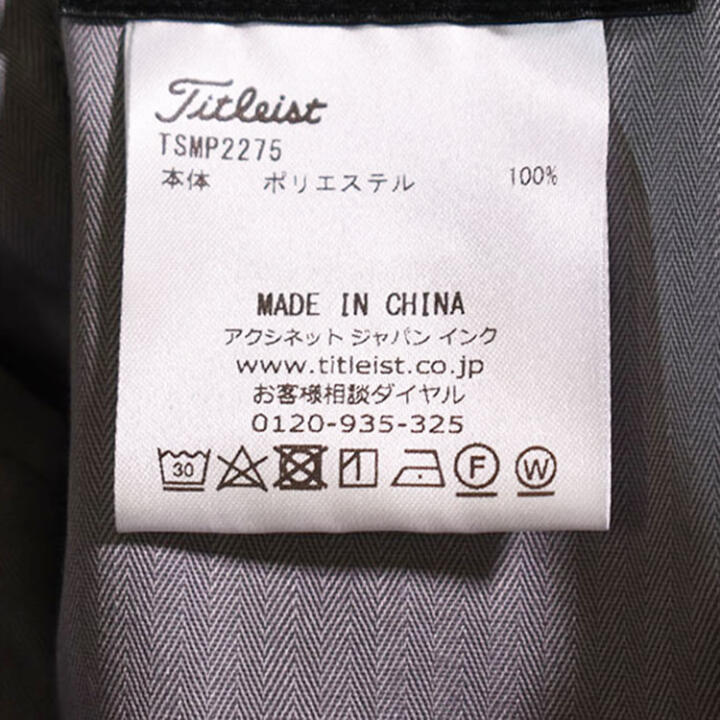 Titleist
TSMP2275
本体 ポリエステル 100%
MADE IN CHINA
アクシネット ジャパン インク
www.titleist.co.jp
お客様相談ダイヤル
0120-935-325
30 F W